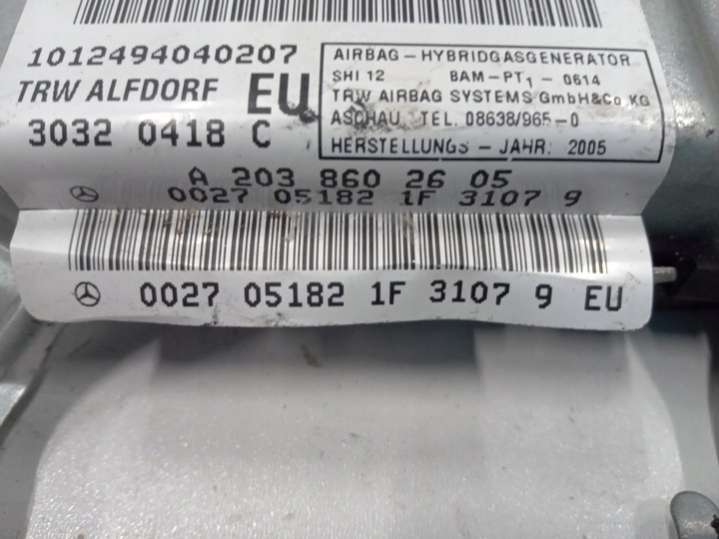 1012494040207
TRW ALFDORF
EU
30320418 C
AIRBAG - HYBRIDGASGENERATOR
SHI 12 BAM-PT1 - 0614
TRW AIRBAG SYSTEMS GmbH&Co KG
ASCHAU, TEL. 08638/965-0
HERSTELLUNGS - JAHR: 2005
A 203 860 26 05
0027 05182 1F 3107 9
0027 05182 1F 3107 9 EU